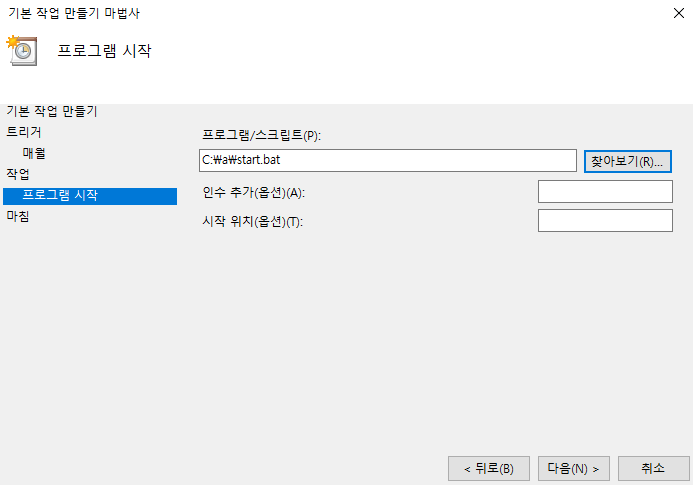 기본 작업 만들기 마법사
프로그램 시작
기본 작업 만들기
트리거
매월
작업
프로그램 시작
마침
프로그램/스크립트(P):
C:₩a₩start.bat
찾아보기(R)...
인수 추가(옵션)(A):
시작 위치(옵션)(T):
< 뒤로(B)
다음(N) >
취소